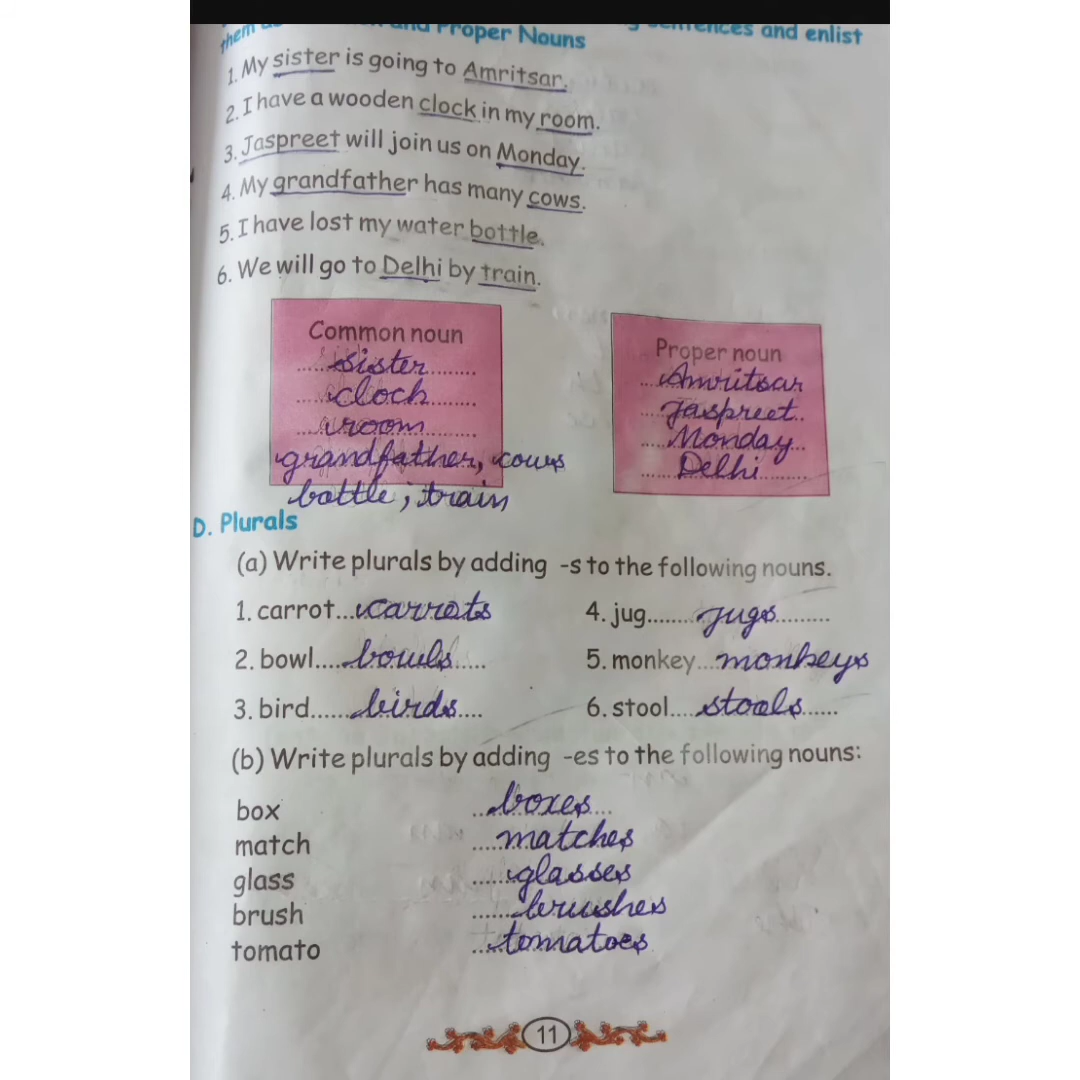 sentences and enlist
them and Proper Nouns
1. My sister is going to Amritsar.
2. I have a wooden clock in my room.
3. Jaspreet will join us on Monday.
4. My grandfather has many cows.
5. I have lost my water bottle.
6. We will go to Delhi by train.
Common noun
sister
clock
room
grandfather, cows
bottle, train
Proper noun
Amritsar
Jaspreet
Monday
Delhi
D. Plurals
(a) Write plurals by adding -s to the following nouns.
1. carrot...carrots
4. jug........jugs.........
2. bowl....bowls.....
5. monkey...monkeys
3. bird......birds....
6. stool....stools......
(b) Write plurals by adding -es to the following nouns:
box ...boxes...
match .....matches
glass ......glasses
brush .......brushes
tomato ....tomatoes
11